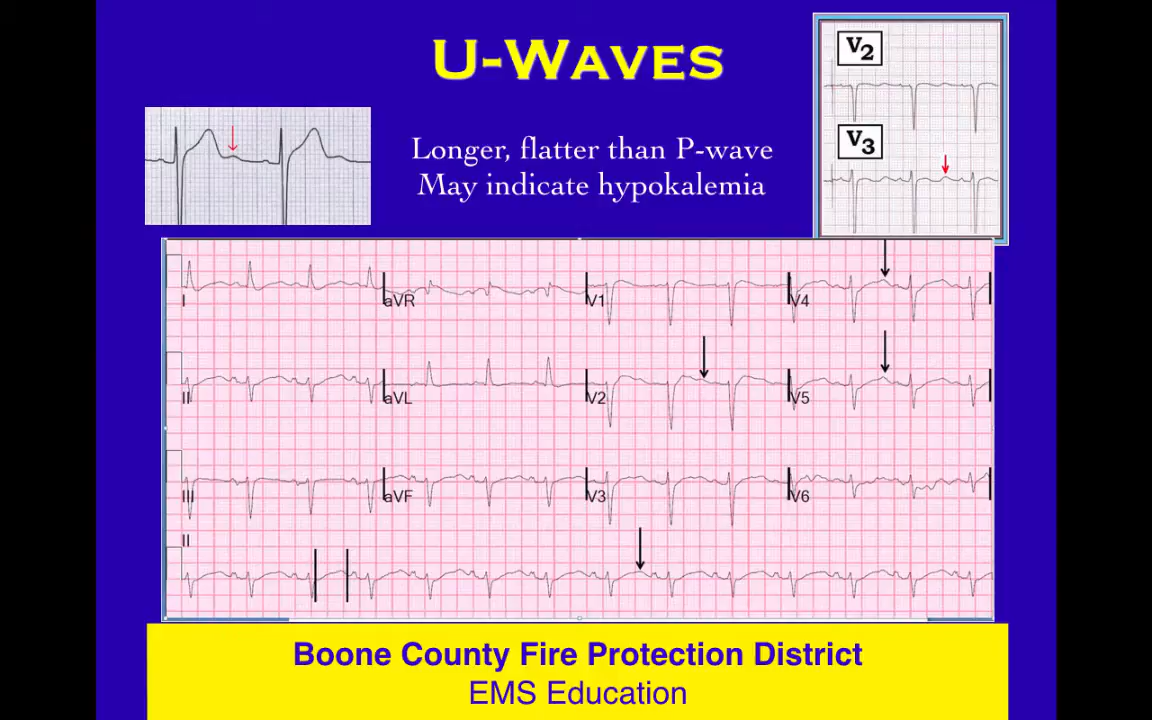 U-Waves
Longer, flatter than P-wave
May indicate hypokalemia
V2
V3
I
aVR
V1
V4
II
aVL
V2
V5
III
aVF
V3
V6
II
Boone County Fire Protection District
EMS Education